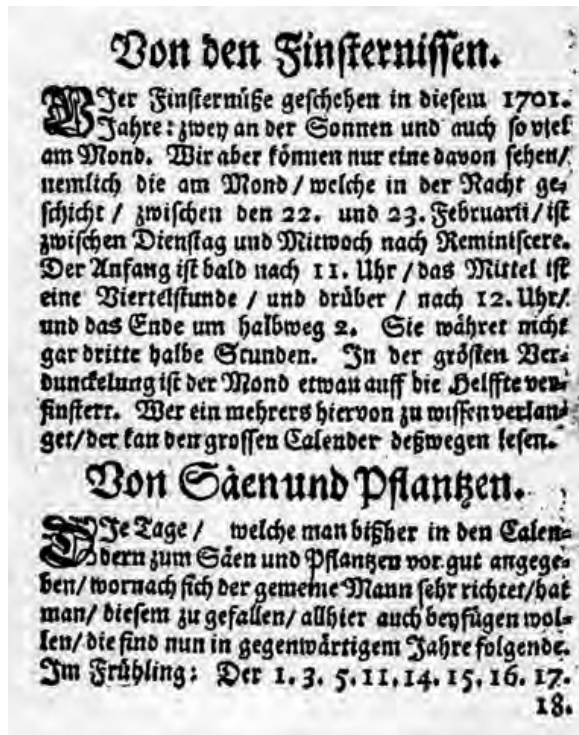 Von den Finsternissen.
VJer Finsternüße geschehen in diesem 1701.
Jahre: zwey an der Sonnen und auch so viel
am Mond. Wir aber können nur eine davon sehen/
nemlich die am Mond / welche in der Nacht ge-
schicht / zwischen den 22. und 23. Februarii / ist
zwischen Dienstag und Mitwoch nach Reminiscere.
Der Anfang ist bald nach 11. Uhr / das Mittel ist
eine Viertelstunde / und drüber / nach 12. Uhr/
und das Ende um halbweg 2. Sie währet nicht
gar dritte halbe Stunden. In der grösten Ver-
dunckelung ist der Mond etwan auff die Helffte ver-
finstert. Wer ein mehrers hiervon zu wissen verlan-
get/ der kan den grossen Calender deßwegen lesen.
Von Säen und Pflantzen.
DJe Tage / welche man bißher in den Calen-
dern zum Säen und Pflantzen vor gut angege-
ben/ wornach sich der gemeine Mann sehr richtet/ hat
man/ diesem zu gefallen/ allhier auch beyfügen wol-
len/ die sind nun in gegenwärtigem Jahre folgende.
Im Frühling: Der 1. 3. 5. 11. 14. 15. 16. 17.
18.